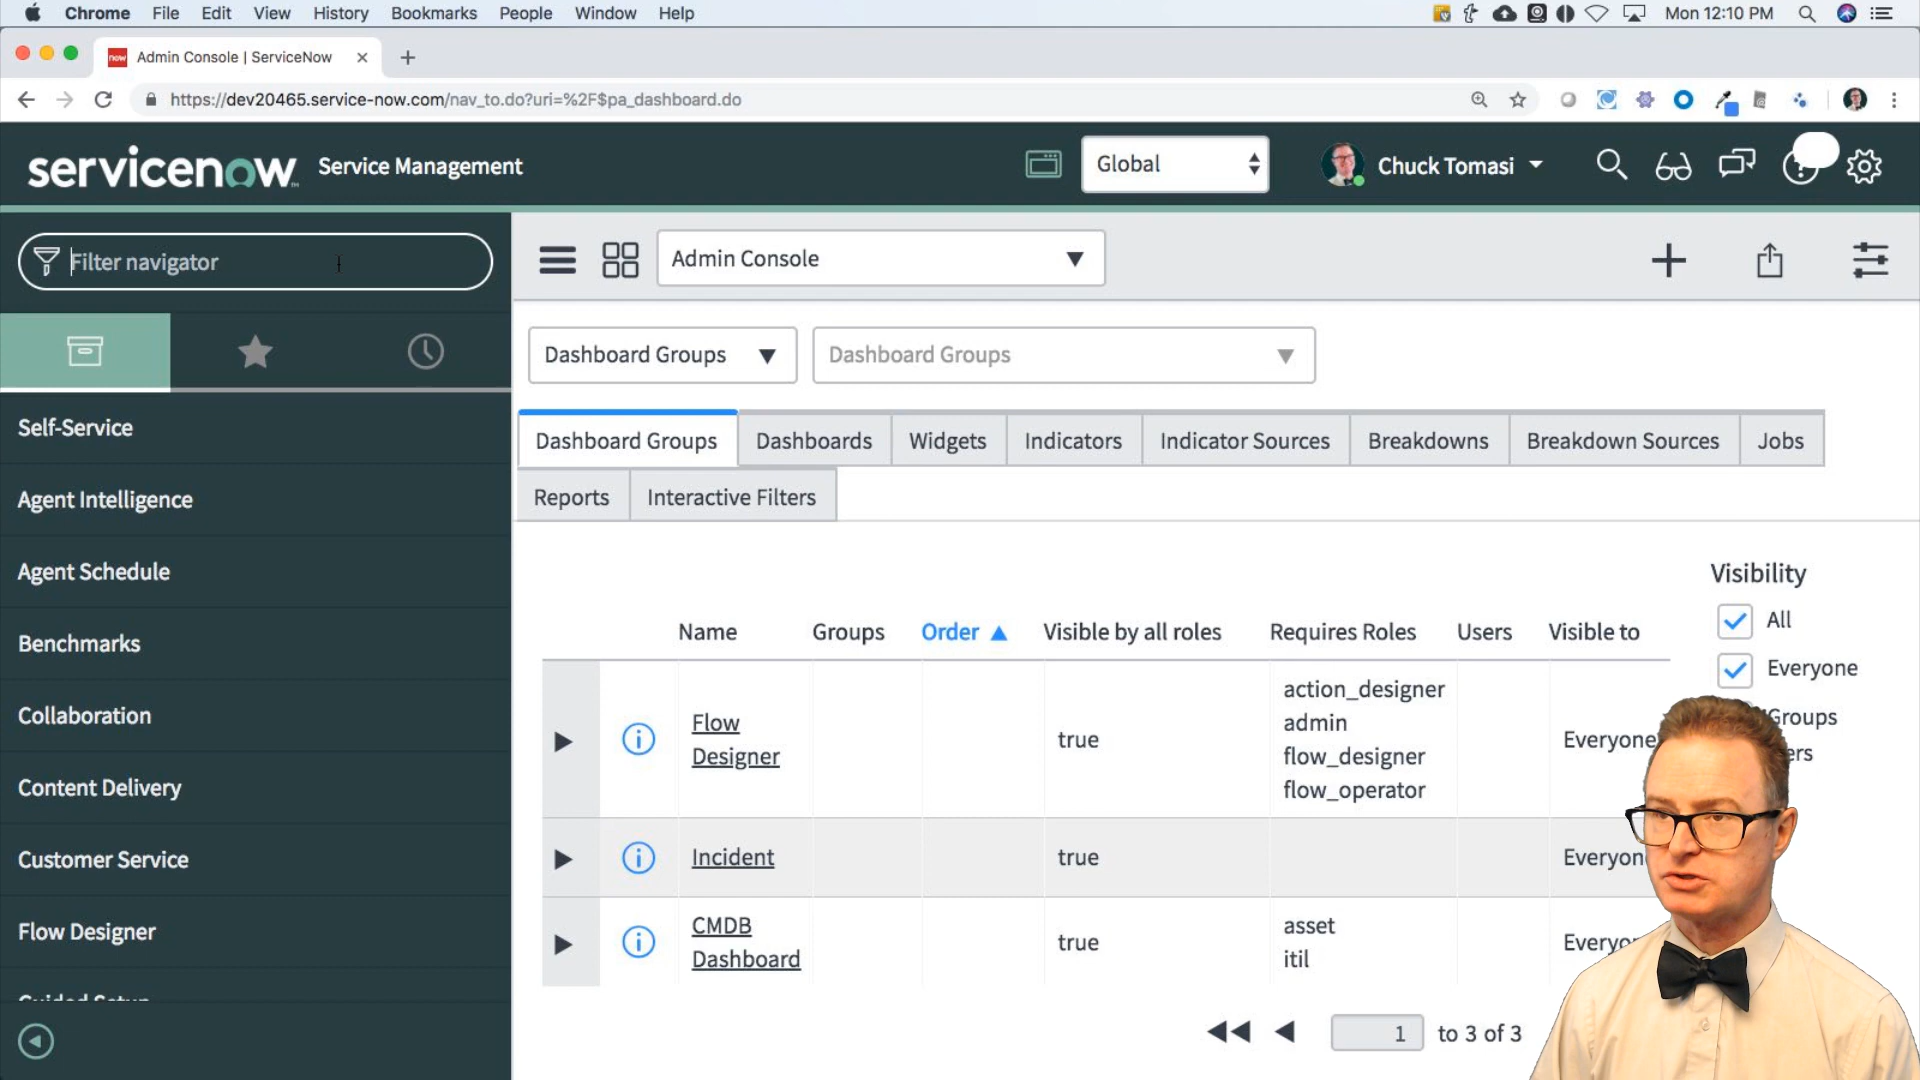 Chrome File Edit View History Bookmarks People Window Help Mon 12:10 PM
now Admin Console | ServiceNow
https://dev20465.service-now.com/nav_to.do?uri=%2F$pa_dashboard.do
servicenow Service Management Global Chuck Tomasi
Filter navigator
Admin Console
Dashboard Groups Dashboard Groups
Self-Service
Agent Intelligence
Agent Schedule
Benchmarks
Collaboration
Content Delivery
Customer Service
Flow Designer
Dashboard Groups Dashboards Widgets Indicators Indicator Sources Breakdowns Breakdown Sources Jobs
Reports Interactive Filters
Visibility
All
Everyone
Groups
Name Groups Order Visible by all roles Requires Roles Users Visible to
Flow
Designer
true
action_designer
admin
flow_designer
flow_operator
Everyone
Incident true
CMDB
Dashboard
true
asset
itil
1 to 3 of 3